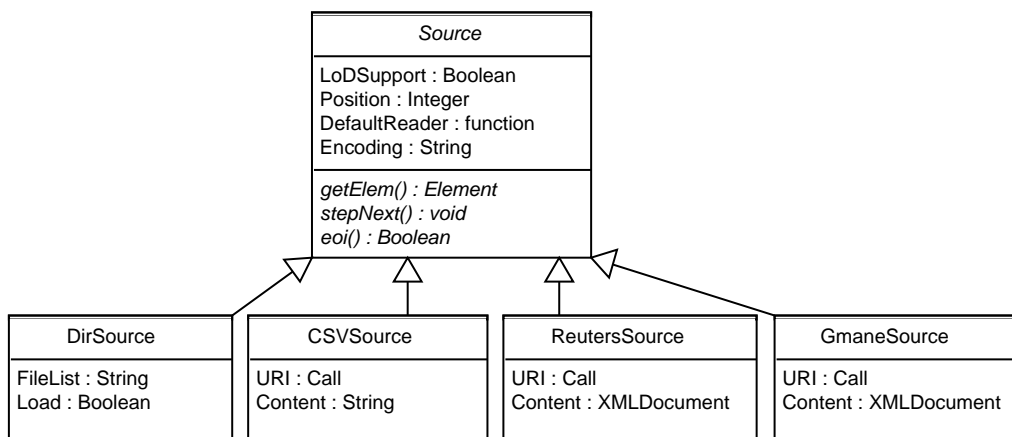 Source
LoDSupport : Boolean
Position : Integer
DefaultReader : function
Encoding : String
getElem() : Element
stepNext() : void
eoi() : Boolean
DirSource
FileList : String
Load : Boolean
CSVSource
URI : Call
Content : String
ReutersSource
URI : Call
Content : XMLDocument
GmaneSource
URI : Call
Content : XMLDocument